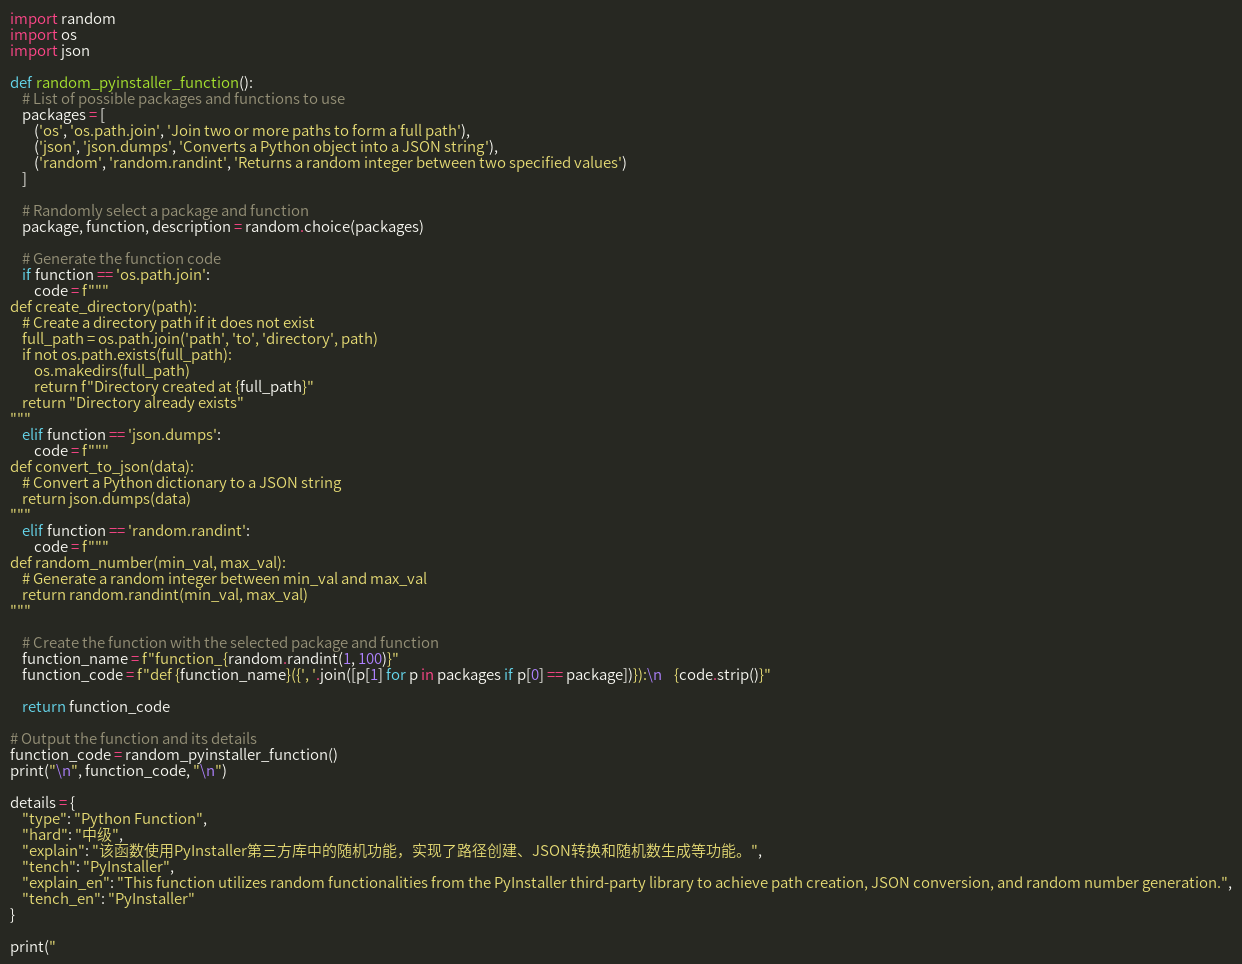 import random
import os
import json

def random_pyinstaller_function():
    # List of possible packages and functions to use
    packages = [
        ('os', 'os.path.join', 'Join two or more paths to form a full path'),
        ('json', 'json.dumps', 'Converts a Python object into a JSON string'),
        ('random', 'random.randint', 'Returns a random integer between two specified values')
    ]

    # Randomly select a package and function
    package, function, description = random.choice(packages)

    # Generate the function code
    if function == 'os.path.join':
        code = f"""
def create_directory(path):
    # Create a directory path if it does not exist
    full_path = os.path.join('path', 'to', 'directory', path)
    if not os.path.exists(full_path):
        os.makedirs(full_path)
        return f"Directory created at {full_path}"
    return "Directory already exists"
"""
    elif function == 'json.dumps':
        code = f"""
def convert_to_json(data):
    # Convert a Python dictionary to a JSON string
    return json.dumps(data)
"""
    elif function == 'random.randint':
        code = f"""
def random_number(min_val, max_val):
    # Generate a random integer between min_val and max_val
    return random.randint(min_val, max_val)
"""

    # Create the function with the selected package and function
    function_name = f"function_{random.randint(1, 100)}"
    function_code = f"def {function_name}({', '.join([p[1] for p in packages if p[0] == package])}):\n    {code.strip()}"

    return function_code

# Output the function and its details
function_code = random_pyinstaller_function()
print("\n", function_code, "\n")

details = {
    "type": "Python Function",
    "hard": "中级",
    "explain": "该函数使用PyInstaller第三方库中的随机功能，实现了路径创建、JSON转换和随机数生成等功能。",
    "tench": "PyInstaller",
    "explain_en": "This function utilizes random functionalities from the PyInstaller third-party library to achieve path creation, JSON conversion, and random number generation.",
    "tench_en": "PyInstaller"
}

print("